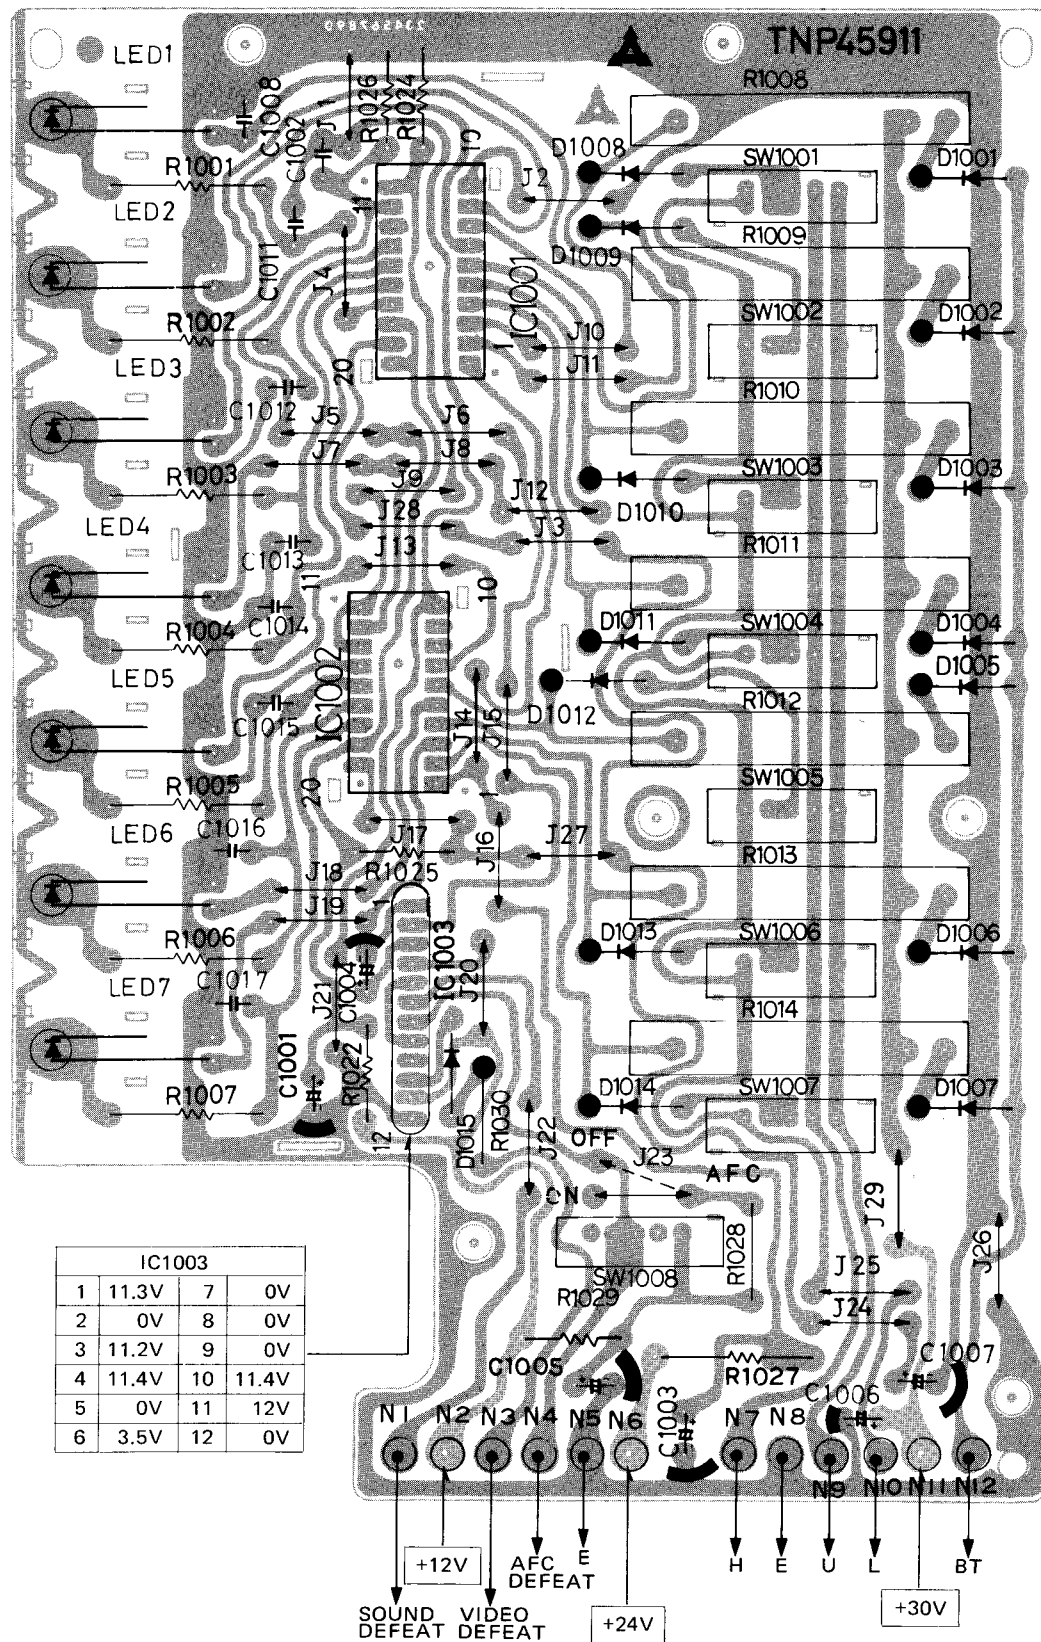 234567890
LED1
TNP45911
R1008
C1008
C1002
J1
R1026
R1024
10
D1008
SW1001
D1001
R1001
J2
LED2
11
R1009
D1009
C1011
J4
IC1001
R1002
SW1002
D1002
1
J10
LED3
20
J11
R1010
C1012
J5
J6
J7
J8
SW1003
D1003
R1003
J9
J12
D1010
J28
LED4
J3
J13
R1011
C1013
11
10
C1014
D1011
SW1004
D1004
R1004
IC1002
D1005
LED5
R1012
C1015
D1012
J14
J15
SW1005
R1005
20
1
LED6
C1016
J17
J16
J27
R1013
J18
R1025
J19
1
R1006
D1013
SW1006
D1006
C1017
J21
C1004
IC1003
J20
LED7
R1014
C1001
R1022
R1007
D1014
SW1007
D1007
12
D1015
R1030
J22
OFF
J23
AFC
J29
ON
J26
R1028
SW1008
J25
R1029
J24
C1005
C1007
R1027
C1006
C1003
IC1003
1 11.3V 7 0V
2 0V 8 0V
3 11.2V 9 0V
4 11.4V 10 11.4V
5 0V 11 12V
6 3.5V 12 0V
N1 N2 N3 N4 N5 N6 N7 N8
N9 N10 N11 N12
+12V
AFC
DEFEAT
E
H
E
U
L
BT
SOUND
DEFEAT
VIDEO
DEFEAT
+24V
+30V